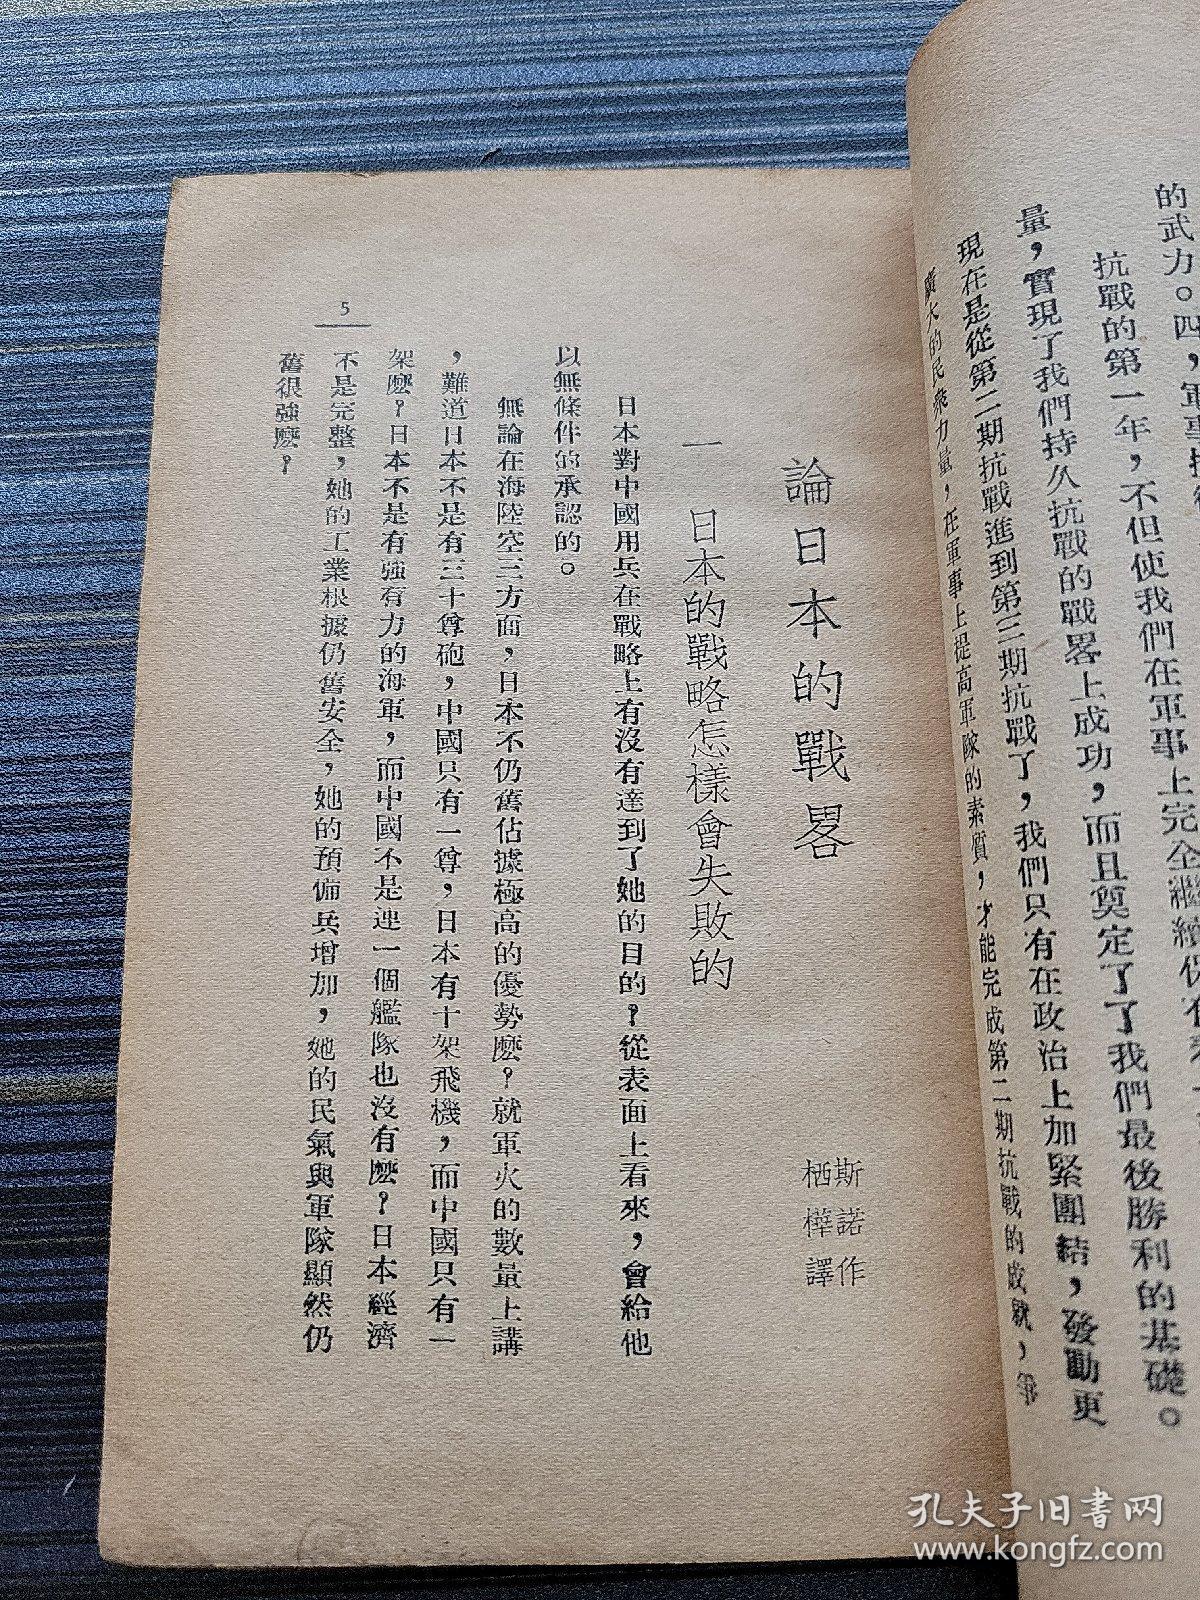 的武力。四，軍事
抗戰的第一年，不但使我們在軍事上完全繼續保
量，實現了我們持久抗戰的戰畧上成功，而且奠定了了我們最後勝利的基礎。
現在是從第二期抗戰進到第三期抗戰了，我們只有在政治上加緊團結，發動更
廣大的民衆力量，在軍事上提高軍隊的素質，才能完成第二期抗戰的成就，
論日本的戰畧
斯諾作
栖樺譯
一 日本的戰略怎樣會失敗的
日本對中國用兵在戰略上有沒有達到了她的目的？從表面上看來，會給他
以無條件的承認的。
無論在海陸空三方面，日本不仍舊佔據極高的優勢麽？就軍火的數量上講
，難道日本不是有三十尊砲，中國只有一尊，日本有十架飛機，而中國只有一
架麽？日本不是有強有力的海軍，而中國不是連一個艦隊也沒有麽？日本經濟
不是完整，她的工業根據仍舊安全，她的預備兵增加，她的民氣與軍隊顯然仍
舊很強麽？
5
孔夫子旧书网
www.kongfz.com